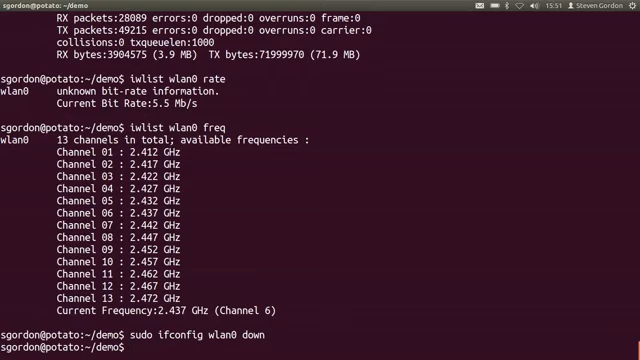 sgordon@potato: ~/demo 15:51 Steven Gordon
RX packets:28089 errors:0 dropped:0 overruns:0 frame:0
TX packets:49215 errors:0 dropped:0 overruns:0 carrier:0
collisions:0 txqueuelen:1000
RX bytes:3904575 (3.9 MB)  TX bytes:71999970 (71.9 MB)
sgordon@potato:~/demo$ iwlist wlan0 rate
wlan0     unknown bit-rate information.
Current Bit Rate:5.5 Mb/s
sgordon@potato:~/demo$ iwlist wlan0 freq
wlan0     13 channels in total; available frequencies :
Channel 01 : 2.412 GHz
Channel 02 : 2.417 GHz
Channel 03 : 2.422 GHz
Channel 04 : 2.427 GHz
Channel 05 : 2.432 GHz
Channel 06 : 2.437 GHz
Channel 07 : 2.442 GHz
Channel 08 : 2.447 GHz
Channel 09 : 2.452 GHz
Channel 10 : 2.457 GHz
Channel 11 : 2.462 GHz
Channel 12 : 2.467 GHz
Channel 13 : 2.472 GHz
Current Frequency:2.437 GHz (Channel 6)
sgordon@potato:~/demo$ sudo ifconfig wlan0 down
sgordon@potato:~/demo$